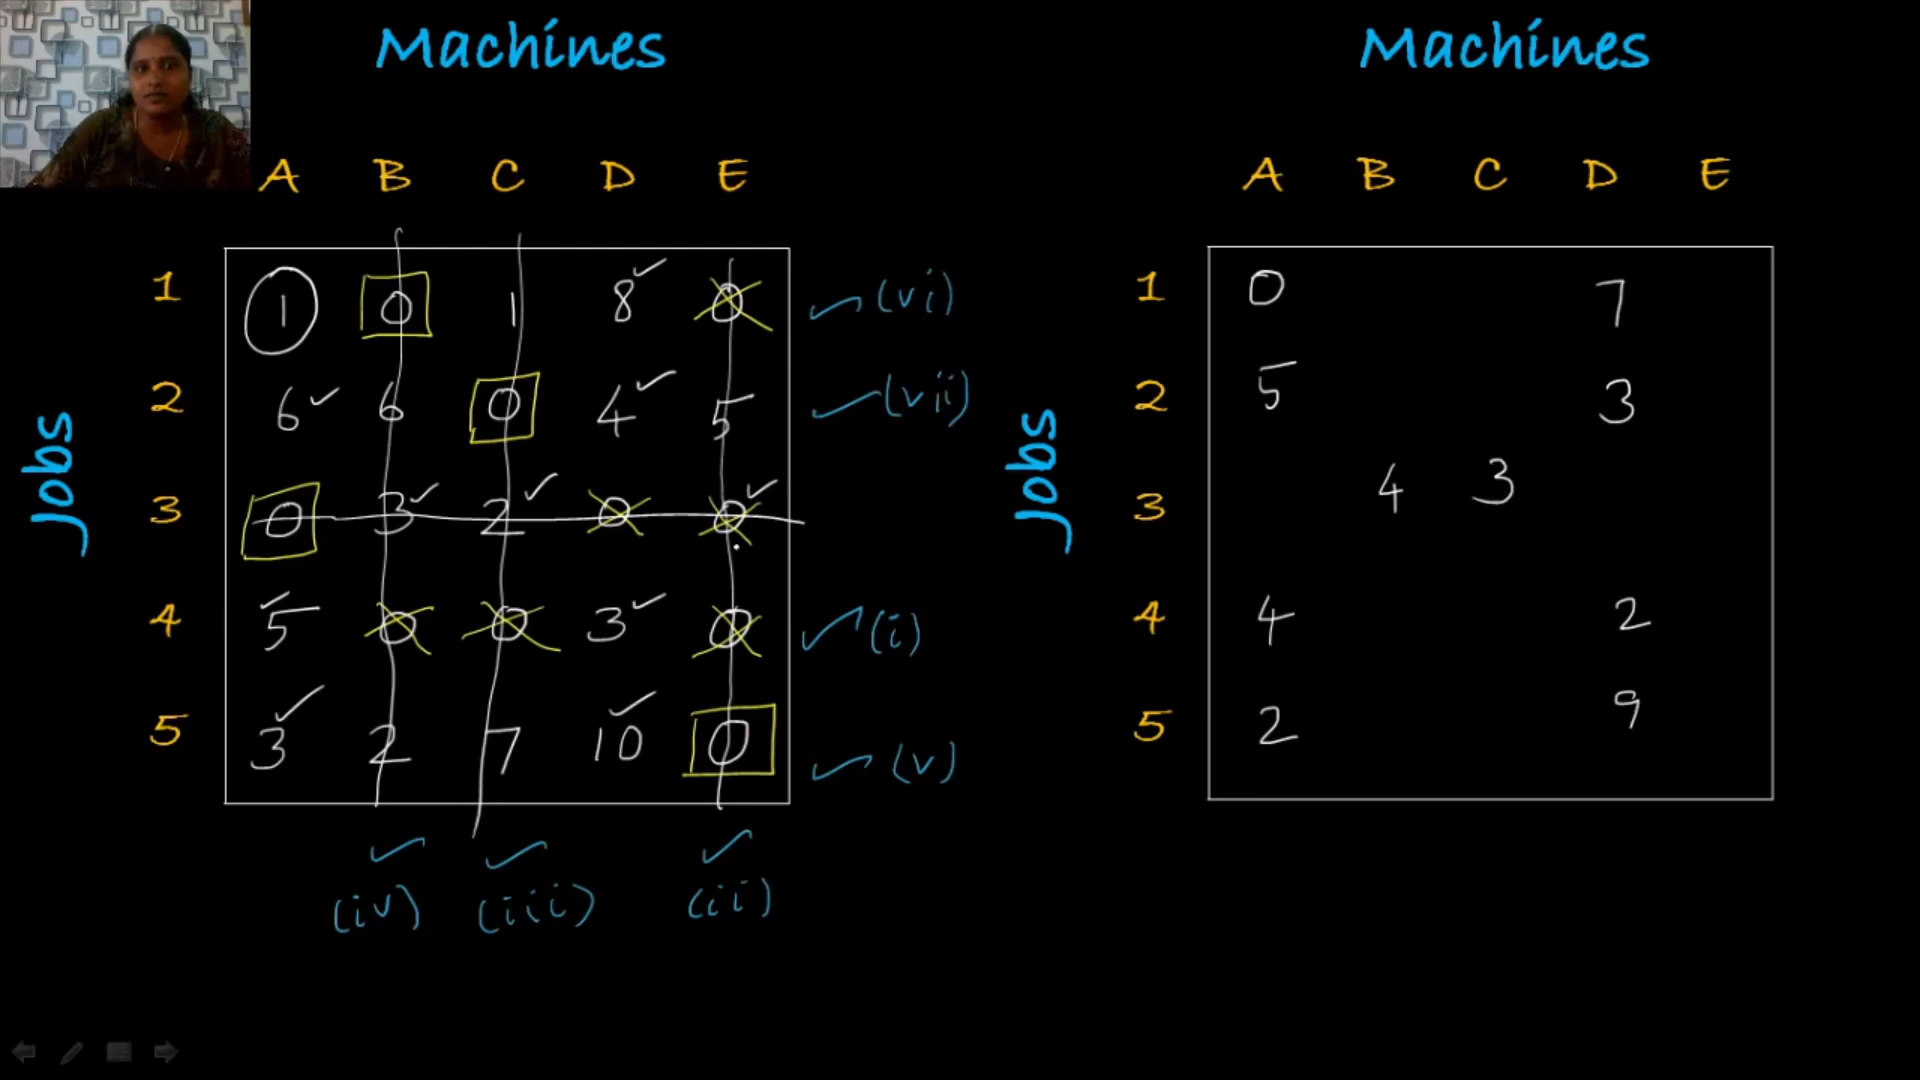 Machines Machines
A B C D E A B C D E
1 1 0 1 8 ✓ 0 ✓ (vi) 1 0 7
2 6 ✓ 6 0 4 ✓ 5 ✓ (vii) 2 5 3
Jobs Jobs
3 0 3 ✓ 2 ✓ 0 0 ✓ 3 4 3
4 5 ✓ 0 0 3 ✓ 0 ✓ (i) 4 4 2
5 3 ✓ 2 7 10 ✓ 0 ✓ (v) 5 2 9
✓ ✓ ✓
(iv) (iii) (ii)